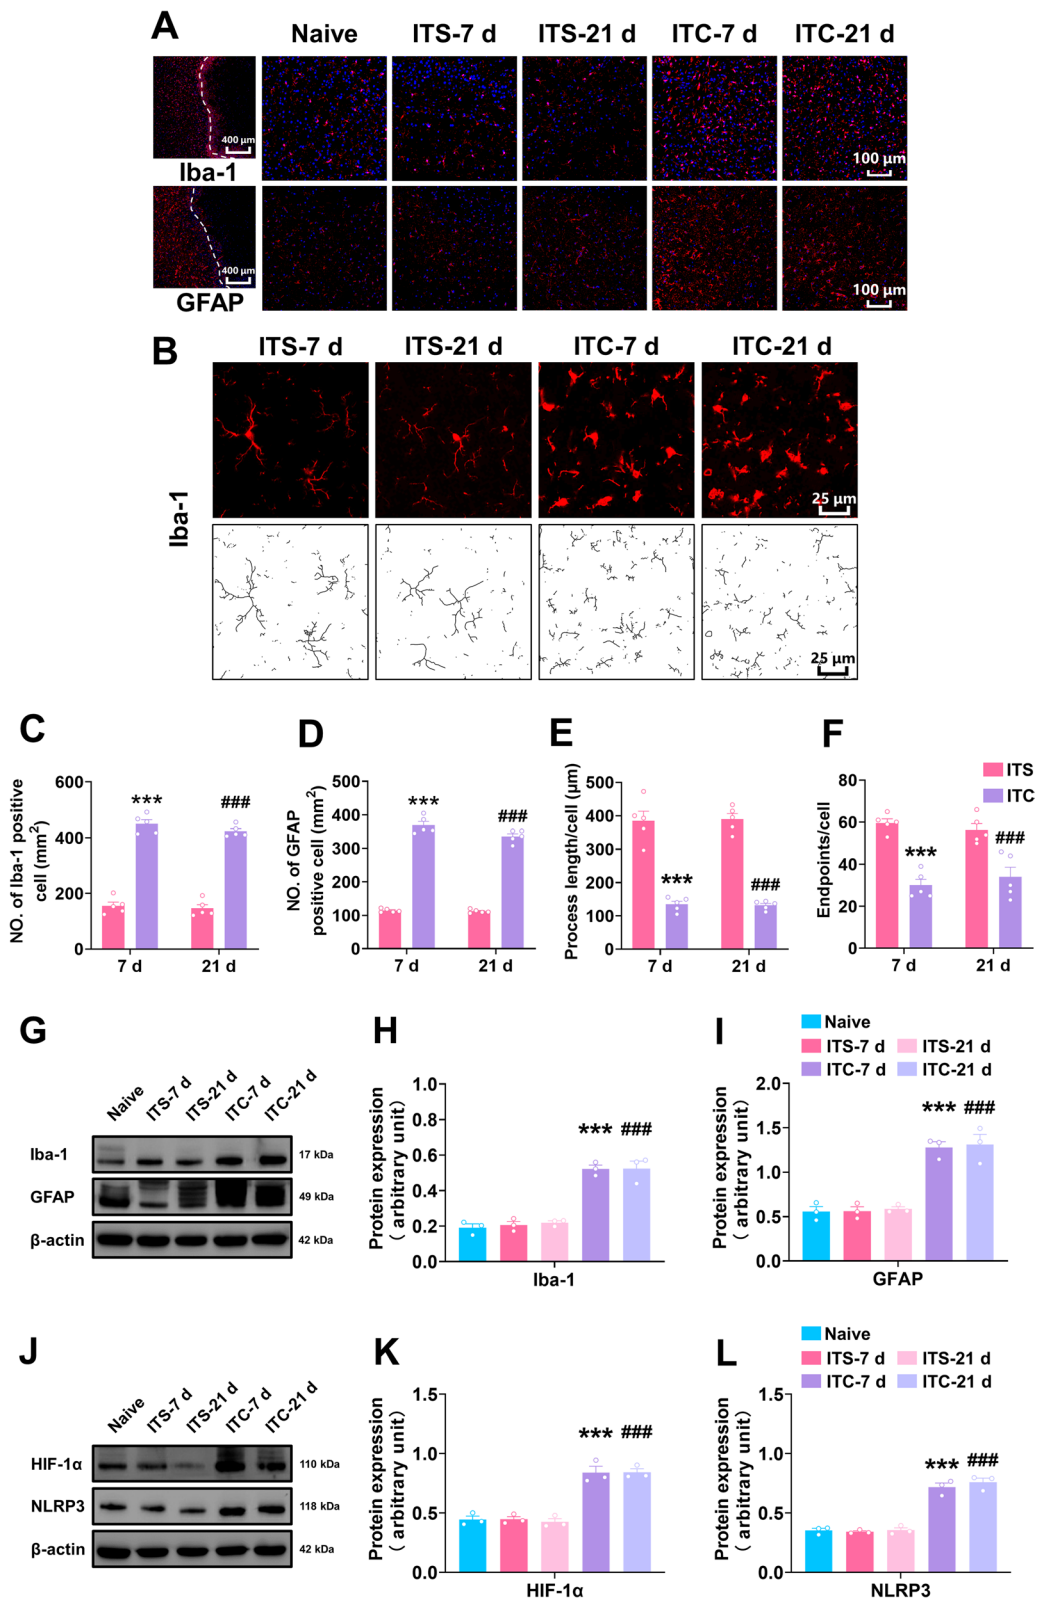 A
Naive
ITS-7 d
ITS-21 d
ITC-7 d
ITC-21 d
400 μm
100 μm
Iba-1
400 μm
100 μm
GFAP
B
ITS-7 d
ITS-21 d
ITC-7 d
ITC-21 d
Iba-1
25 μm
25 μm
C
NO. of Iba-1 positive
cell (mm²)
600
400
200
0
***
###
7 d
21 d
D
NO. of GFAP
positive cell (mm²)
500
400
300
200
100
0
***
###
7 d
21 d
E
Process length/cell (μm)
500
400
300
200
100
0
***
###
7 d
21 d
F
Endpoints/cell
80
60
40
20
0
***
###
7 d
21 d
ITS
ITC
G
Naive
ITS-7 d
ITS-21 d
ITC-7 d
ITC-21 d
Iba-1
17 kDa
GFAP
49 kDa
β-actin
42 kDa
H
Protein expression
( arbitrary unit)
1.0
0.8
0.6
0.4
0.2
0.0
***
###
Iba-1
I
Naive
ITS-7 d
ITS-21 d
ITC-7 d
ITC-21 d
Protein expression
( arbitrary unit)
2.0
1.5
1.0
0.5
0.0
***
###
GFAP
J
Naive
ITS-7 d
ITS-21 d
ITC-7 d
ITC-21 d
HIF-1α
110 kDa
NLRP3
118 kDa
β-actin
42 kDa
K
Protein expression
( arbitrary unit)
1.5
1.0
0.5
0.0
***
###
HIF-1α
L
Naive
ITS-7 d
ITS-21 d
ITC-7 d
ITC-21 d
Protein expression
( arbitrary unit)
1.5
1.0
0.5
0.0
***
###
NLRP3